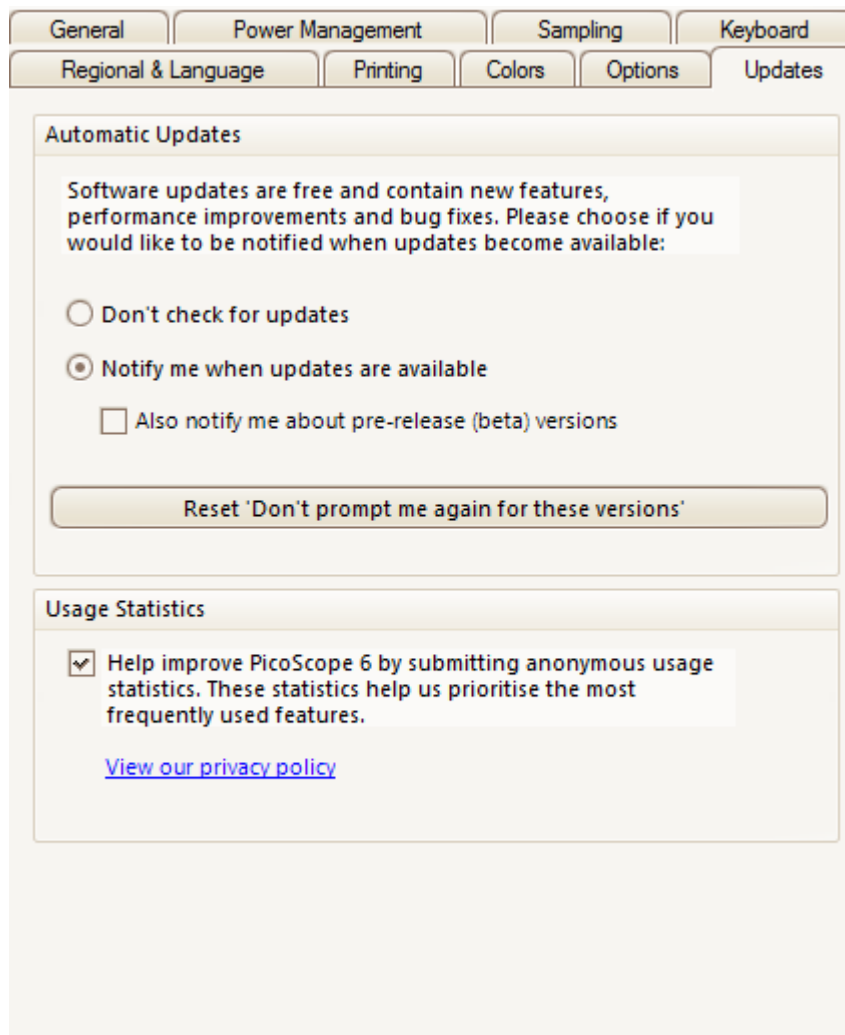 General Power Management Sampling Keyboard
Regional & Language Printing Colors Options Updates
Automatic Updates
Software updates are free and contain new features,
performance improvements and bug fixes. Please choose if you
would like to be notified when updates become available:
Don't check for updates
Notify me when updates are available
Also notify me about pre-release (beta) versions
Reset 'Don't prompt me again for these versions'
Usage Statistics
Help improve PicoScope 6 by submitting anonymous usage
statistics. These statistics help us prioritise the most
frequently used features.
View our privacy policy